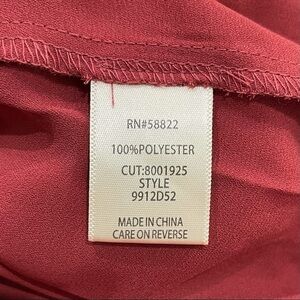 RN#58822
100%POLYESTER
CUT:8001925
STYLE
9912D52
MADE IN CHINA
CARE ON REVERSE